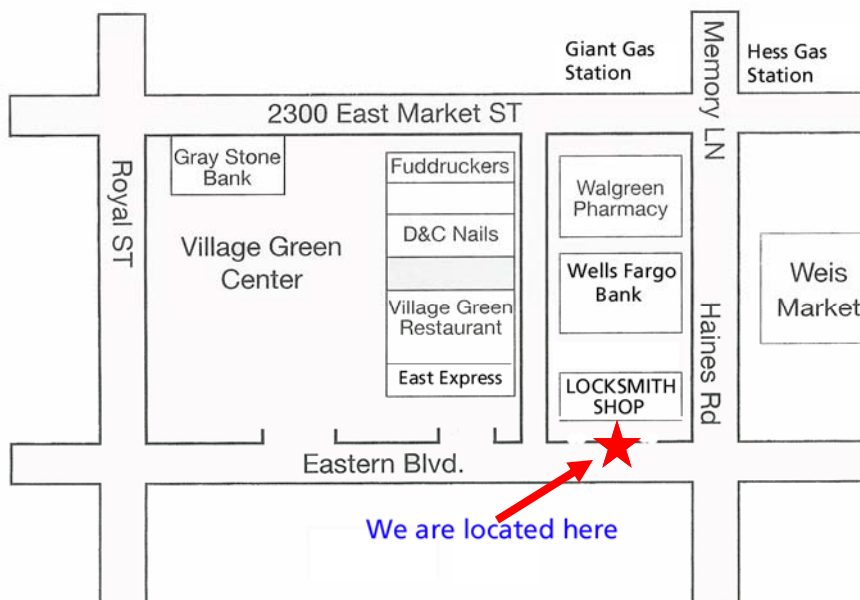 Giant Gas
Station
Memory LN
Hess Gas
Station
2300 East Market ST
Royal ST
Gray Stone
Bank
Fuddruckers
Walgreen
Pharmacy
D&C Nails
Village Green
Center
Wells Fargo
Bank
Weis
Market
Village Green
Restaurant
Haines Rd
East Express
LOCKSMITH
SHOP
Eastern Blvd.
We are located here